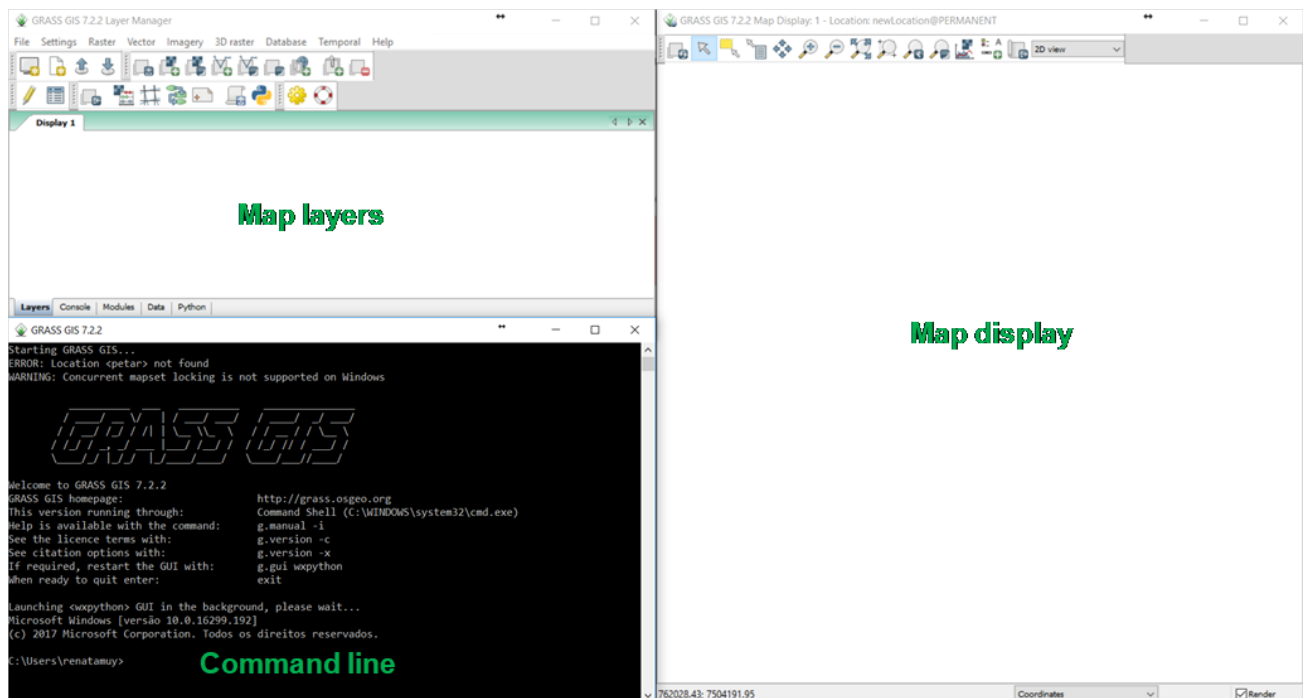 GRASS GIS 7.2.2 Layer Manager
File Settings Raster Vector Imagery 3D raster Database Temporal Help
Display 1
Map layers
Layers Console Modules Data Python
GRASS GIS 7.2.2
Starting GRASS GIS...
ERROR: Location <petar> not found
WARNING: Concurrent mapset locking is not supported on Windows
GRASS GIS
Welcome to GRASS GIS 7.2.2
GRASS GIS homepage: http://grass.osgeo.org
This version running through: Command Shell (C:\WINDOWS\system32\cmd.exe)
Help is available with the command: g.manual -i
See the licence terms with: g.version -c
See citation options with: g.version -x
If required, restart the GUI with: g.gui wxpython
When ready to quit enter: exit
Launching <wxpython> GUI in the background, please wait...
Microsoft Windows [versão 10.0.16299.192]
(c) 2017 Microsoft Corporation. Todos os direitos reservados.
C:\Users\renatamuy>
Command line
GRASS GIS 7.2.2 Map Display: 1 - Location: newLocation@PERMANENT
2D view
Map display
762028.43; 7504191.95 Coordinates Render